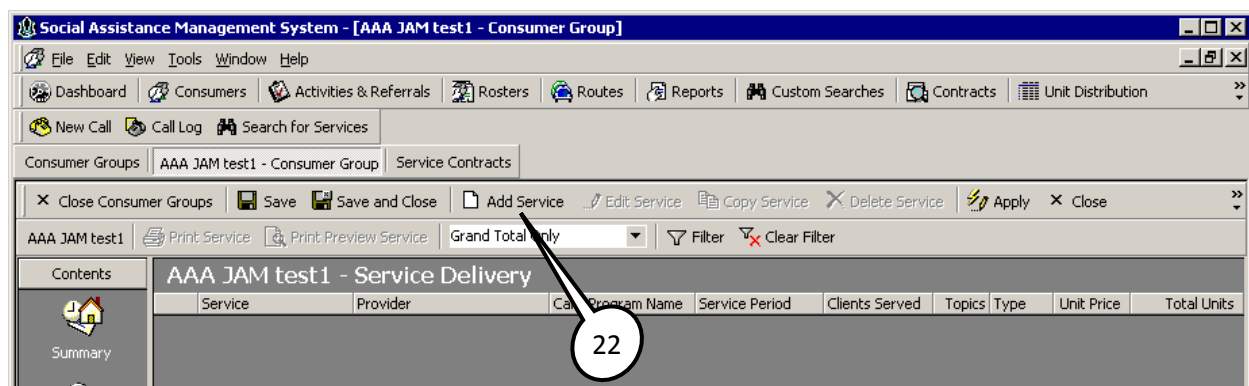 Social Assistance Management System - [AAA JAM test1 - Consumer Group]
File Edit View Tools Window Help
Dashboard Consumers Activities & Referrals Rosters Routes Reports Custom Searches Contracts Unit Distribution
New Call Call Log Search for Services
Consumer Groups AAA JAM test1 - Consumer Group Service Contracts
Close Consumer Groups Save Save and Close Add Service Edit Service Copy Service Delete Service Apply Close
AAA JAM test1 Print Service Print Preview Service Grand Total Only Filter Clear Filter
Contents AAA JAM test1 - Service Delivery
Service Provider Program Name Service Period Clients Served Topics Type Unit Price Total Units
22
Summary